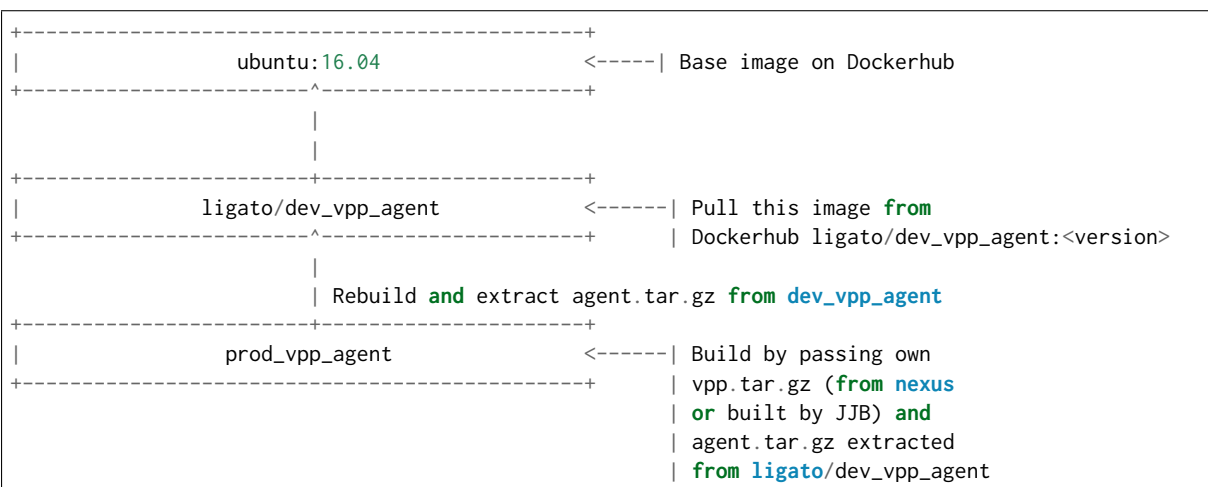 +-----------------------------------------------+
|                  ubuntu:16.04                 <-----| Base image on Dockerhub
+------------------------^----------------------+
                         |
                         |
+------------------------+----------------------+
|               ligato/dev_vpp_agent            <------| Pull this image from
+------------------------^----------------------+      | Dockerhub ligato/dev_vpp_agent:<version>
                         |
                         | Rebuild and extract agent.tar.gz from dev_vpp_agent
+------------------------+----------------------+
|                 prod_vpp_agent                <------| Build by passing own
+-----------------------------------------------+      | vpp.tar.gz (from nexus
                                                       | or built by JJB) and
                                                       | agent.tar.gz extracted
                                                       | from ligato/dev_vpp_agent